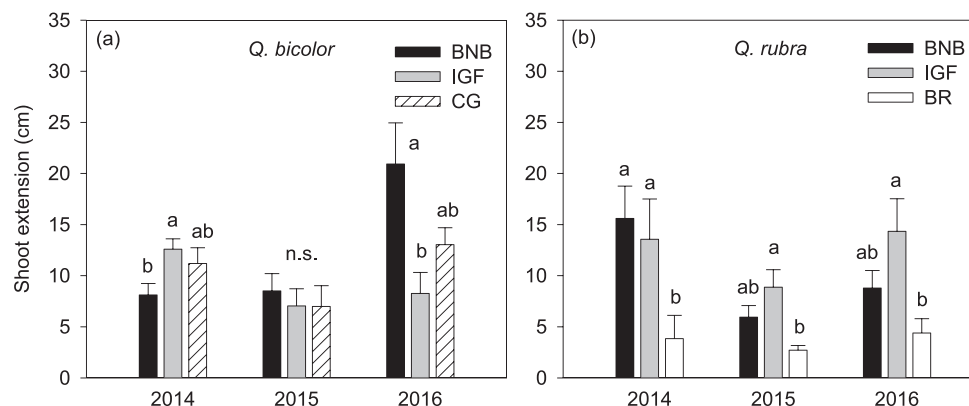 Shoot extension (cm)
35
30
25
20
15
10
5
0
(a)
Q. bicolor
BNB
IGF
CG
b
a
ab
n.s.
a
b
ab
2014
2015
2016
35
30
25
20
15
10
5
0
(b)
Q. rubra
BNB
IGF
BR
a
a
b
ab
a
b
ab
a
b
2014
2015
2016